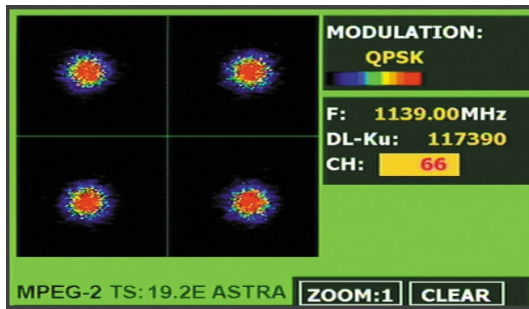 MODULATION:
QPSK
F: 1139.00MHz
DL-Ku: 117390
CH: 66
MPEG-2 TS: 19.2E ASTRA ZOOM:1 CLEAR